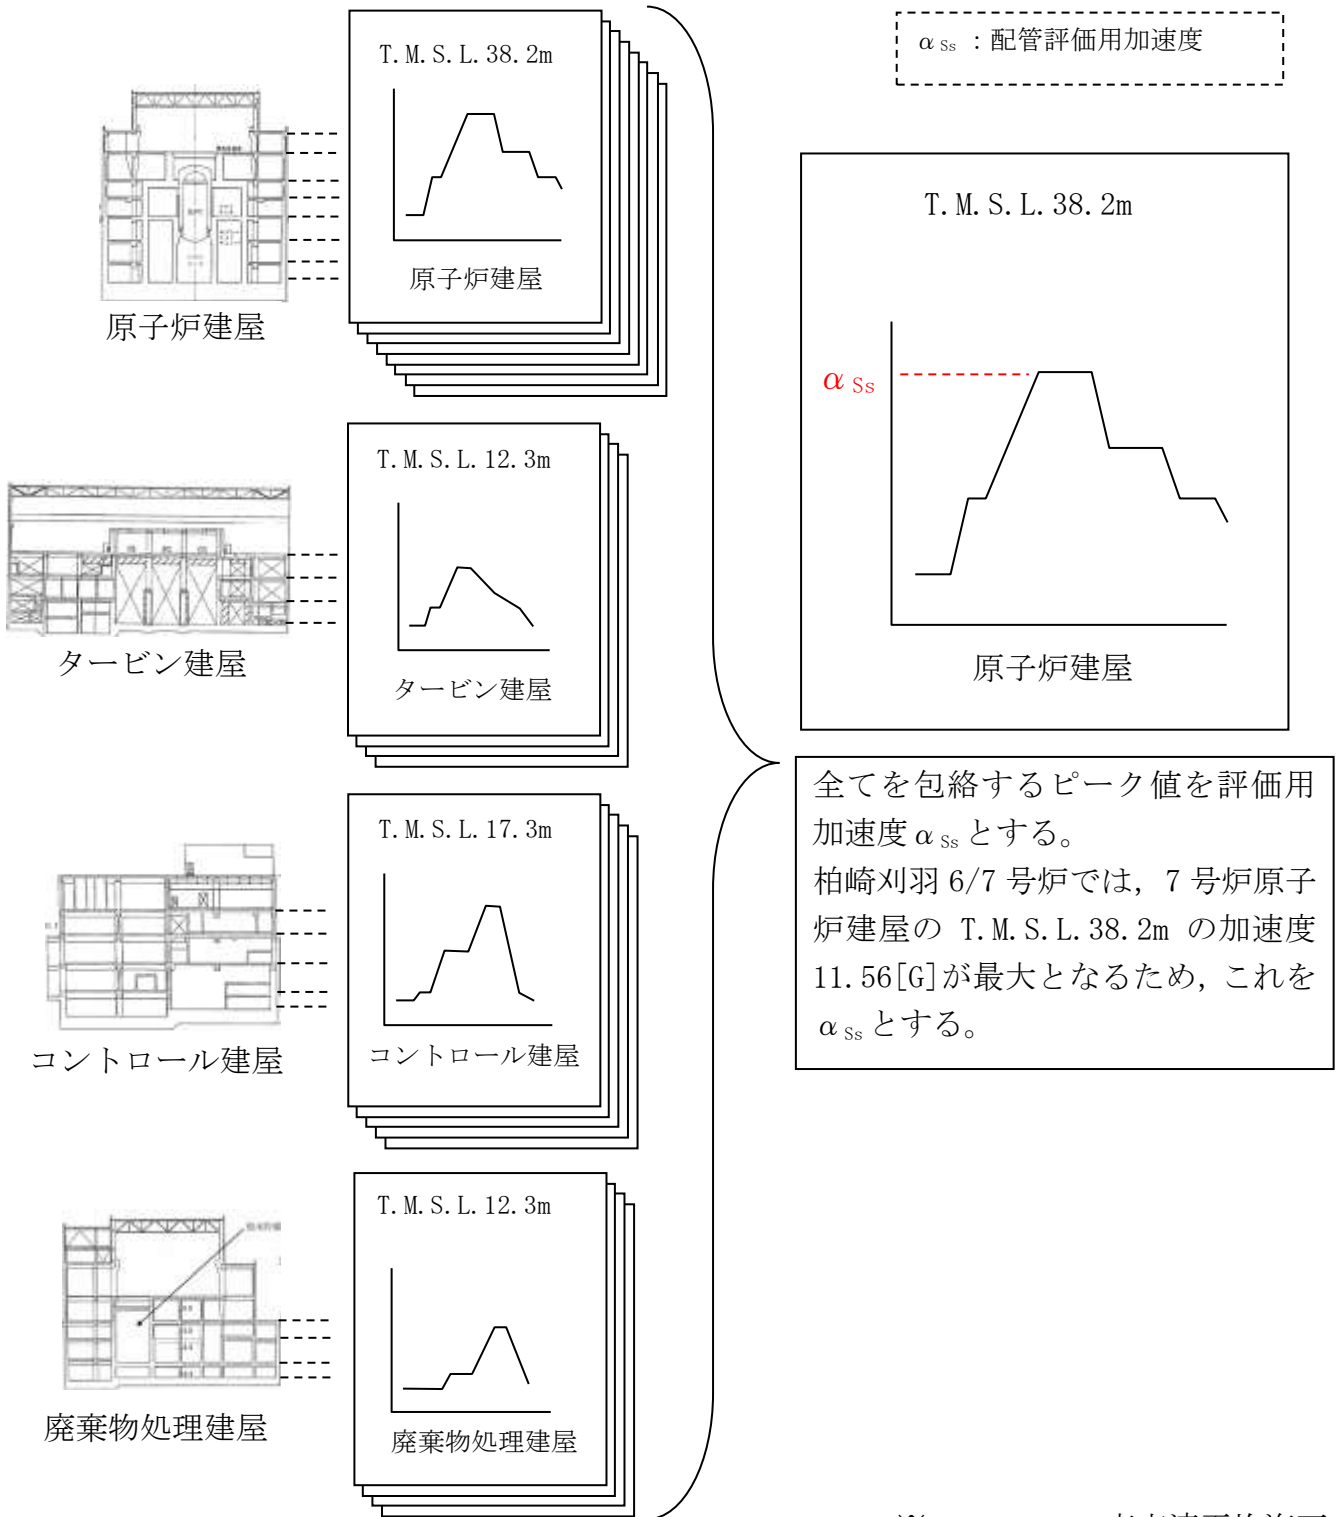 αSs :配管評価用加速度
T.M.S.L.38.2m
原子炉建屋
原子炉建屋
T.M.S.L.12.3m
タービン建屋
タービン建屋
T.M.S.L.17.3m
コントロール建屋
コントロール建屋
T.M.S.L.12.3m
廃棄物処理建屋
廃棄物処理建屋
T.M.S.L.38.2m
αSs
原子炉建屋
全てを包絡するピーク値を評価用
加速度αSsとする。
柏崎刈羽 6/7 号炉では, 7 号炉原子
炉建屋の T.M.S.L.38.2m の加速度
11.56[G]が最大となるため, これを
αSsとする。